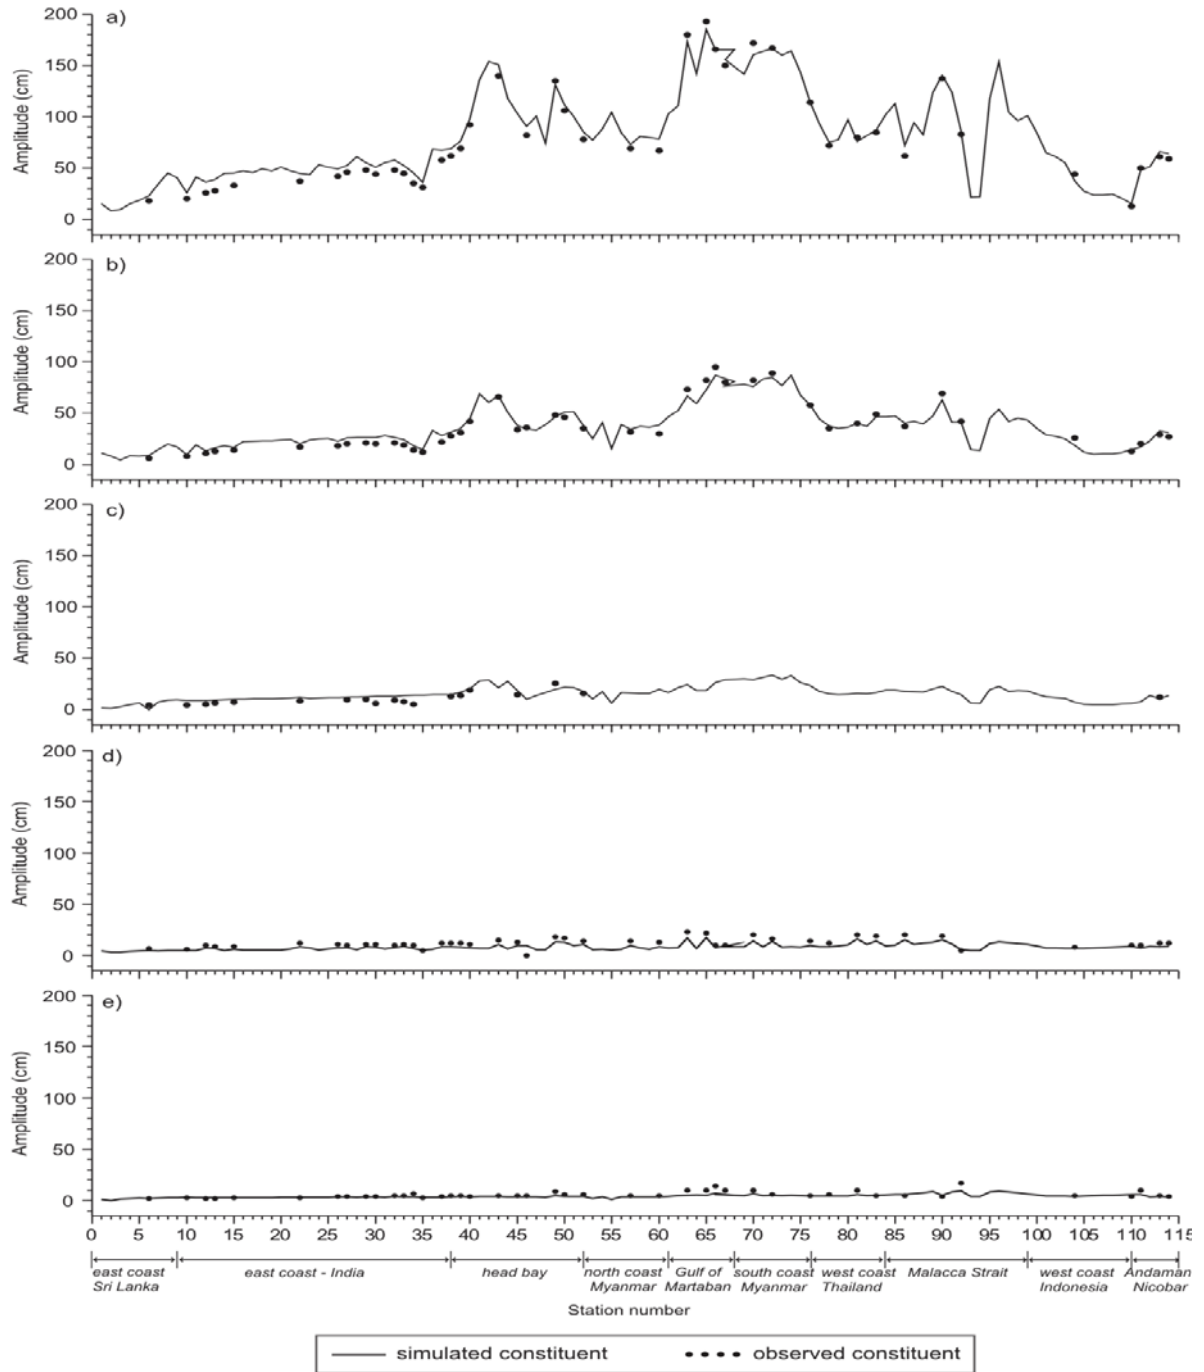 a)
200
150
100
50
0
Amplitude (cm)
b)
200
150
100
50
0
Amplitude (cm)
c)
200
150
100
50
0
Amplitude (cm)
d)
200
150
100
50
0
Amplitude (cm)
e)
200
150
100
50
0
Amplitude (cm)
0 5 10 15 20 25 30 35 40 45 50 55 60 65 70 75 80 85 90 95 100 105 110 115
east coast Sri Lanka
east coast - India
head bay
north coast Myanmar
Gulf of Martaban
south coast Myanmar
west coast Thailand
Malacca Strait
west coast Indonesia
Andaman Nicobar
Station number
simulated constituent
observed constituent